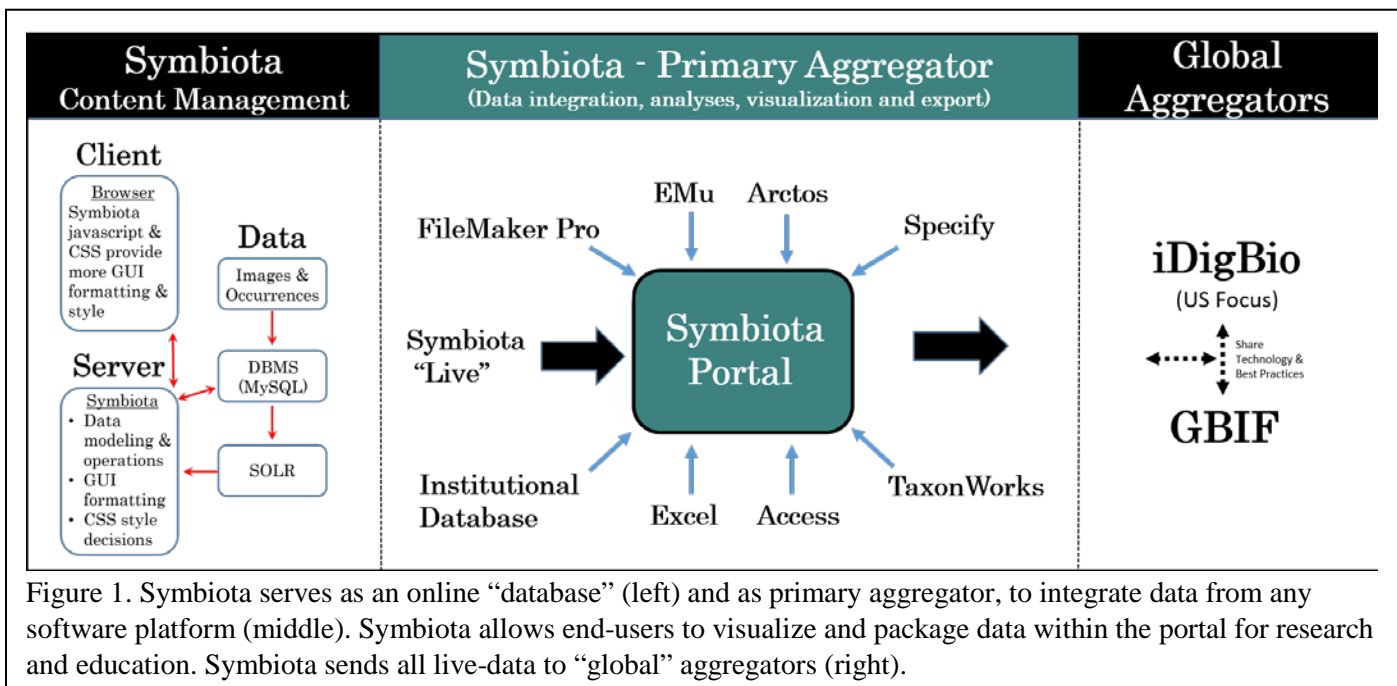 Symbiota
Content Management
Symbiota - Primary Aggregator
(Data integration, analyses, visualization and export)
Global
Aggregators
Client
Browser
Symbiota
javascript &
CSS provide
more GUI
formatting &
style
Data
Images &
Occurrences
DBMS
(MySQL)
SOLR
Server
Symbiota
• Data
modeling &
operations
• GUI
formatting
• CSS style
decisions
EMu
Arctos
FileMaker Pro
Specify
Symbiota
“Live”
Symbiota
Portal
Institutional
Database
Excel
Access
TaxonWorks
iDigBio
(US Focus)
Share
Technology &
Best Practices
GBIF
Figure 1. Symbiota serves as an online “database” (left) and as primary aggregator, to integrate data from any
software platform (middle). Symbiota allows end-users to visualize and package data within the portal for research
and education. Symbiota sends all live-data to “global” aggregators (right).